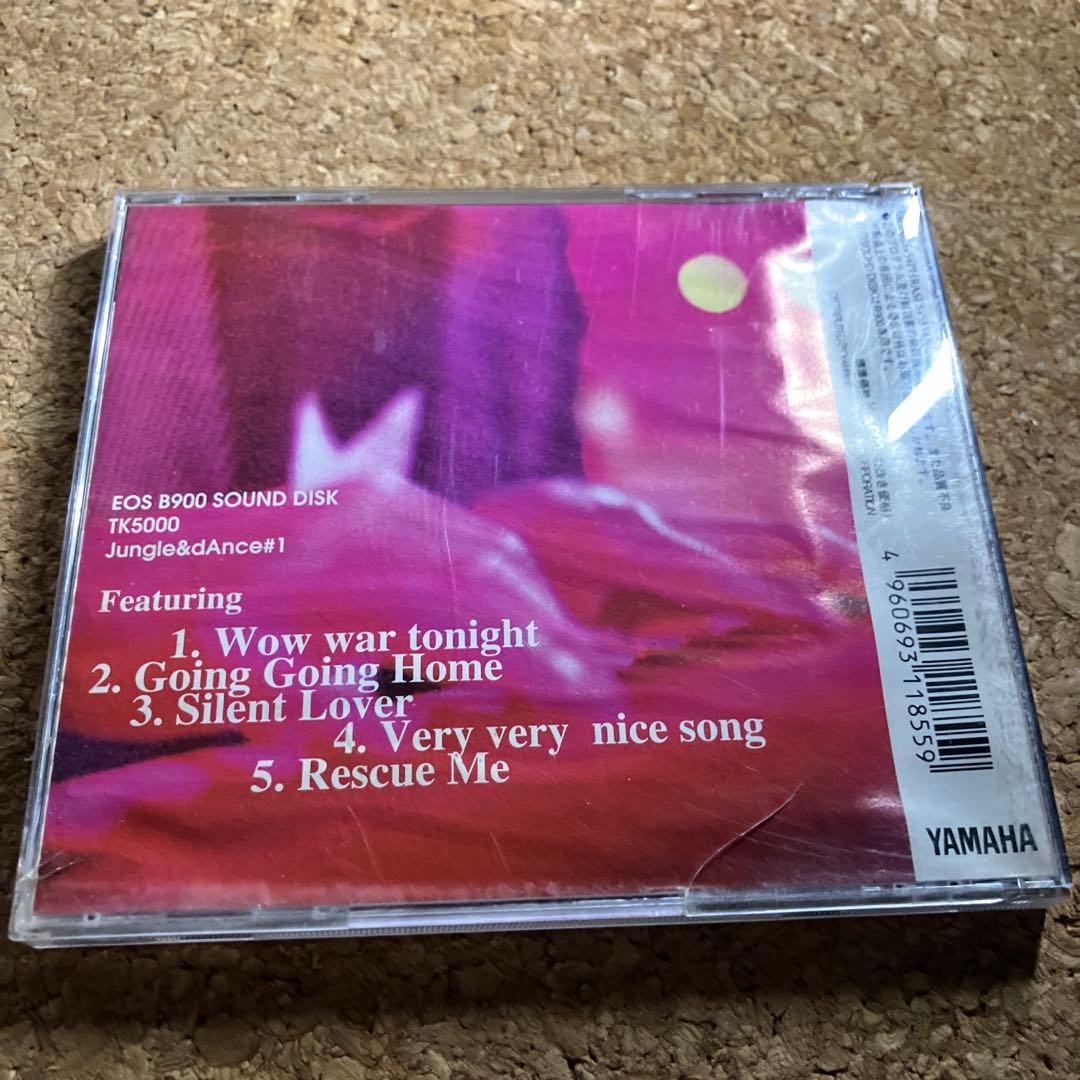 EOS B900 SOUND DISK
TK5000
Jungle&dAnce#1
Featuring
1. Wow war tonight
2. Going Going Home
3. Silent Lover
4. Very very nice song
5. Rescue Me
4 960693 118559
YAMAHA